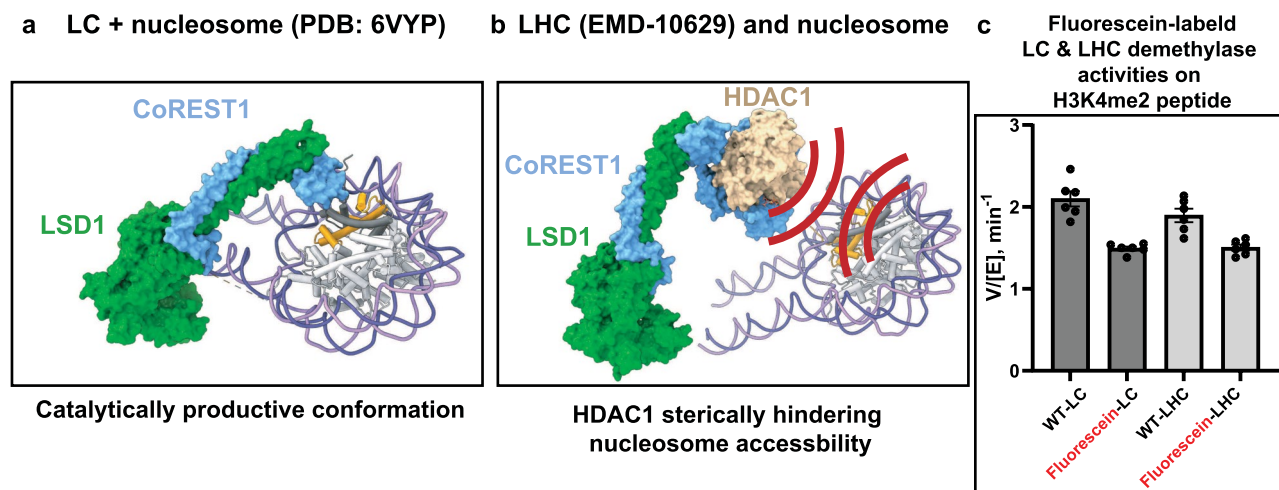 a LC + nucleosome (PDB: 6VYP)
CoREST1
LSD1
Catalytically productive conformation
b LHC (EMD-10629) and nucleosome
HDAC1
CoREST1
LSD1
HDAC1 sterically hindering
nucleosome accessbility
c Fluorescein-labeld
LC & LHC demethylase
activities on
H3K4me2 peptide
V/[E], min-1
3
2
1
0
WT-LC
Fluorescein-LC
WT-LHC
Fluorescein-LHC